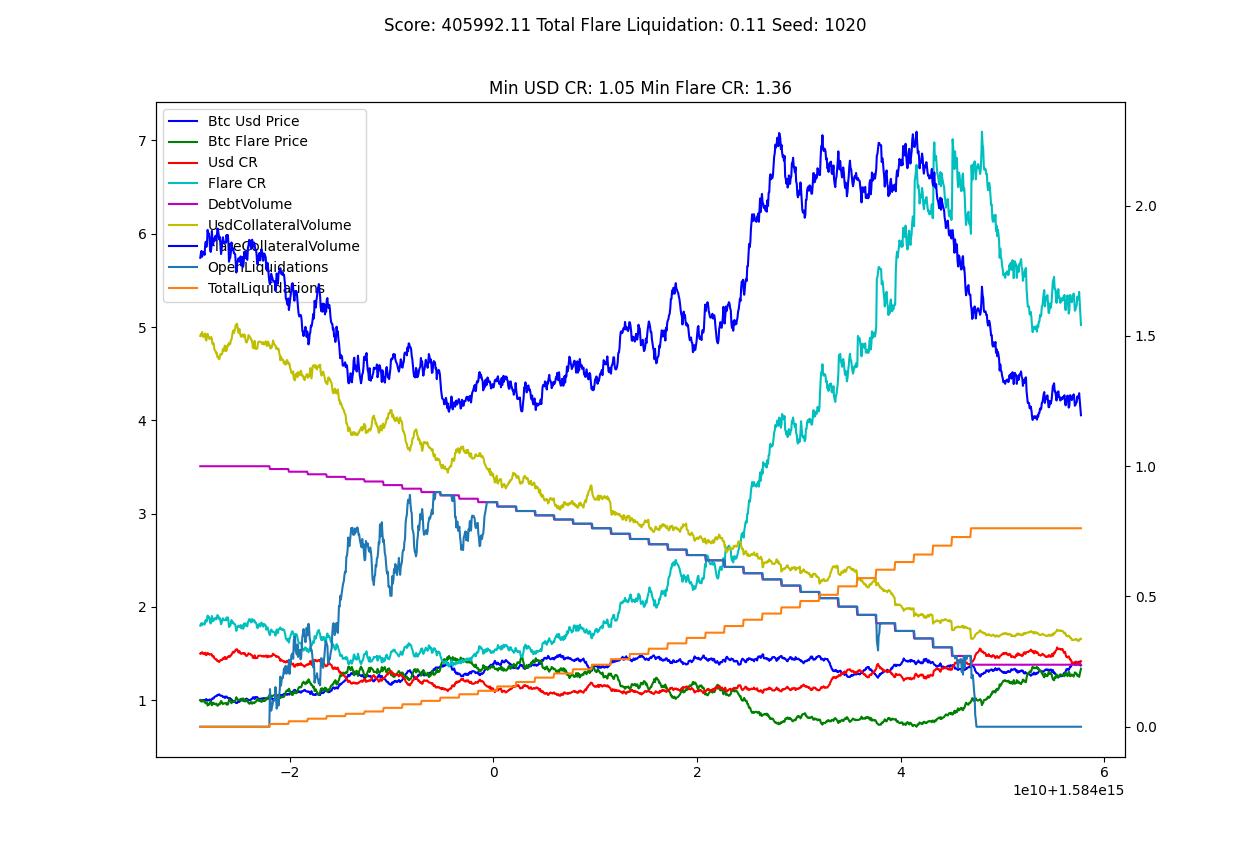 Score: 405992.11 Total Flare Liquidation: 0.11 Seed: 1020
Min USD CR: 1.05 Min Flare CR: 1.36
Btc Usd Price
Btc Flare Price
Usd CR
Flare CR
DebtVolume
UsdCollateralVolume
FlareCollateralVolume
OpenLiquidations
TotalLiquidations
7
6
5
4
3
2
1
2.0
1.5
1.0
0.5
0.0
−2 0 2 4 6
1e10+1.584e15